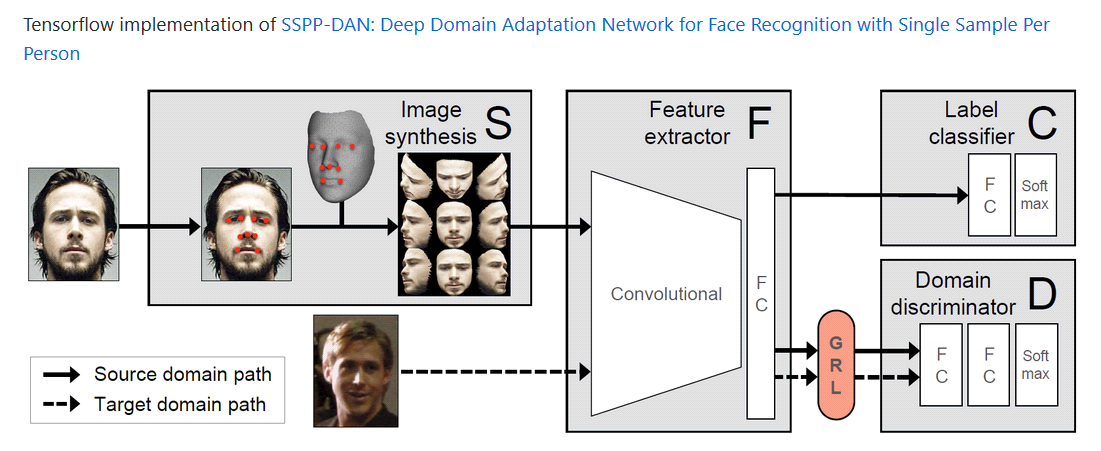 Tensorflow implementation of SSPP-DAN: Deep Domain Adaptation Network for Face Recognition with Single Sample Per
Person
Image
synthesis S
Feature
extractor F
Label
classifier C
F
C
Soft
max
Convolutional
F
C
Domain
discriminator D
G
R
L
F
C
F
C
Soft
max
Source domain path
Target domain path